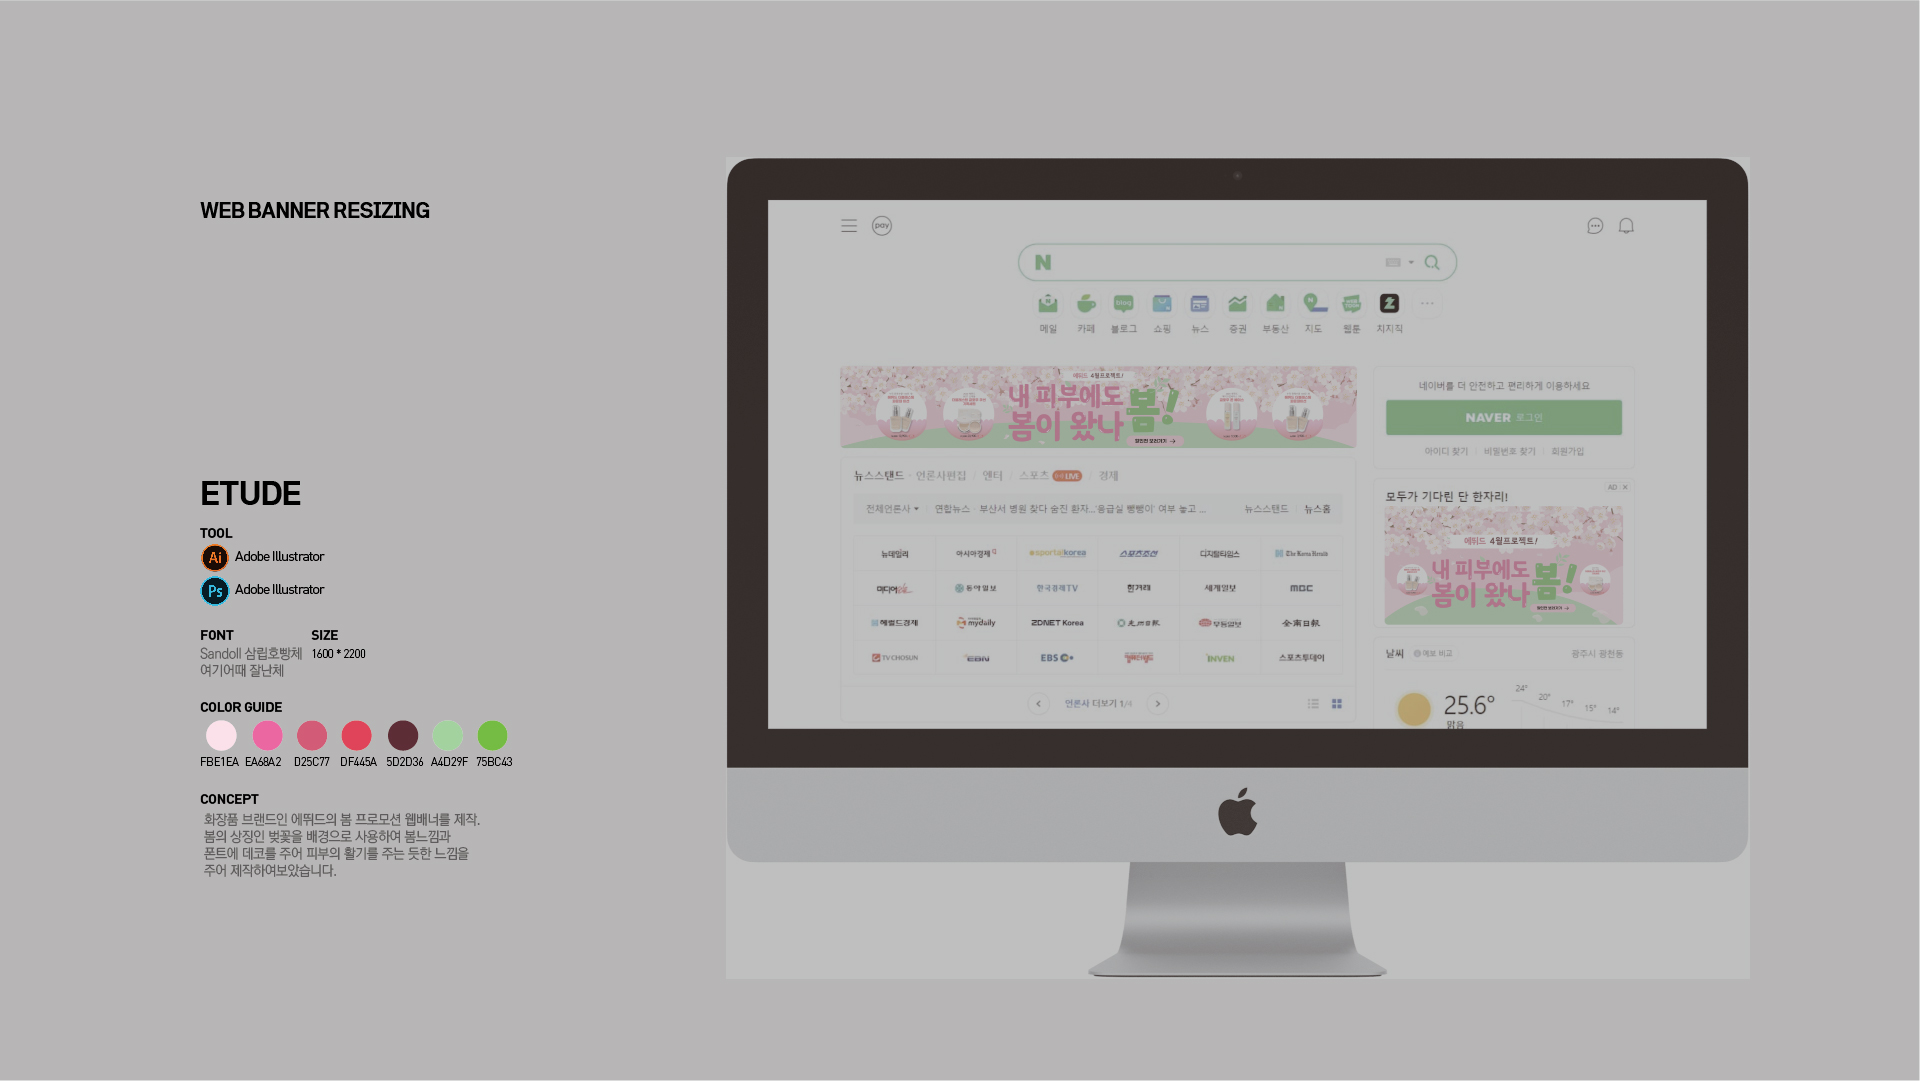 WEB BANNER RESIZING
ETUDE
TOOL
Ai Adobe Illustrator
Ps Adobe Illustrator
FONT
Sandoll 삼립호빵체
여기어때 잘난체
SIZE
1600 * 2200
COLOR GUIDE
FBE1EA EA68A2 D25C77 DF445A 5D2D36 A4D29F 75BC43
CONCEPT
화장품 브랜드인 에뛰드의 봄 프로모션 웹배너를 제작.
봄의 상징인 벚꽃을 배경으로 사용하여 봄느낌과
폰트에 데코를 주어 피부의 활기를 주는 듯한 느낌을
주어 제작하여보았습니다.
pay
N
메일 카페 블로그 쇼핑 뉴스 증권 부동산 지도 웹툰 치지직
에뛰드 4월프로젝트!
내 피부에도
봄이 왔나 봄!
네이버를 더 안전하고 편리하게 이용하세요
NAVER 로그인
아이디 찾기 비밀번호 찾기 회원가입
뉴스스탠드 · 언론사편집 / 엔터 / 스포츠 LIVE / 경제
전체언론사 연합뉴스 · 부산서 병원 찾다 숨진 환자...'응급실 뺑뺑이' 여부 놓고 ... 뉴스스탠드 뉴스홈
뉴데일리 아시아경제 sportalkorea 스포츠조선 디지털타임스 The Korea Herald
미디어오늘 동아일보 한국경제TV 한겨레 세계일보 MBC
헤럴드경제 mydaily ZDNET Korea 무등일보 全南日報
TV CHOSUN EBN EBS INVEN 스포츠투데이
언론사 더보기 1/4
AD
모두가 기다린 단 한자리!
에뛰드 4월프로젝트!
내 피부에도
봄이 왔나 봄!
날씨 예보 비교 광주시 광천동
25.6°
맑음
24° 20° 17° 15° 14°